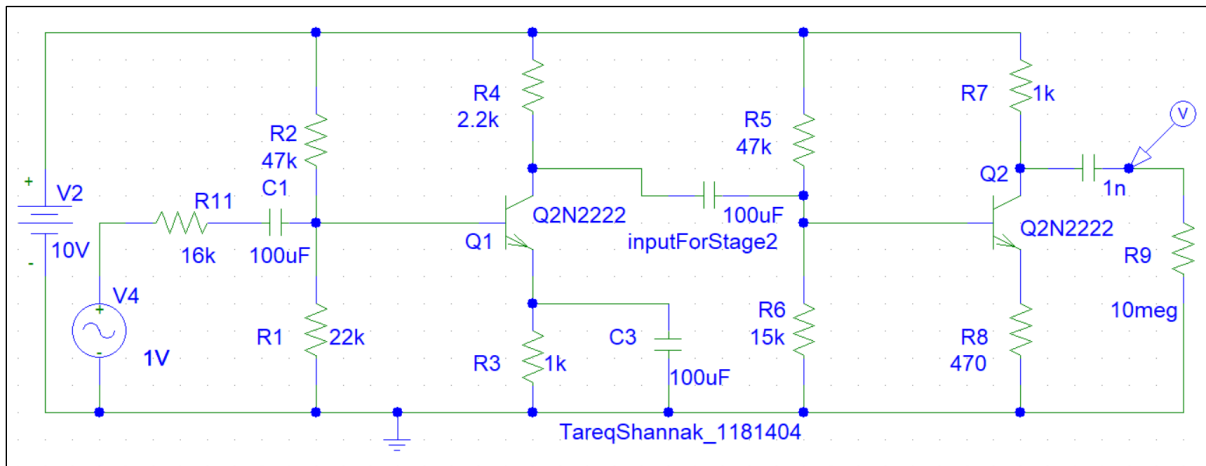 R4
2.2k
R7
1k
V
R2
47k
R5
47k
+
V2
10V
-
R11
16k
C1
100uF
Q2N2222
Q1
100uF
inputForStage2
Q2
1n
Q2N2222
R9
10meg
V4
+
-
1V
R1
22k
R3
1k
C3
100uF
R6
15k
R8
470
TareqShannak_1181404